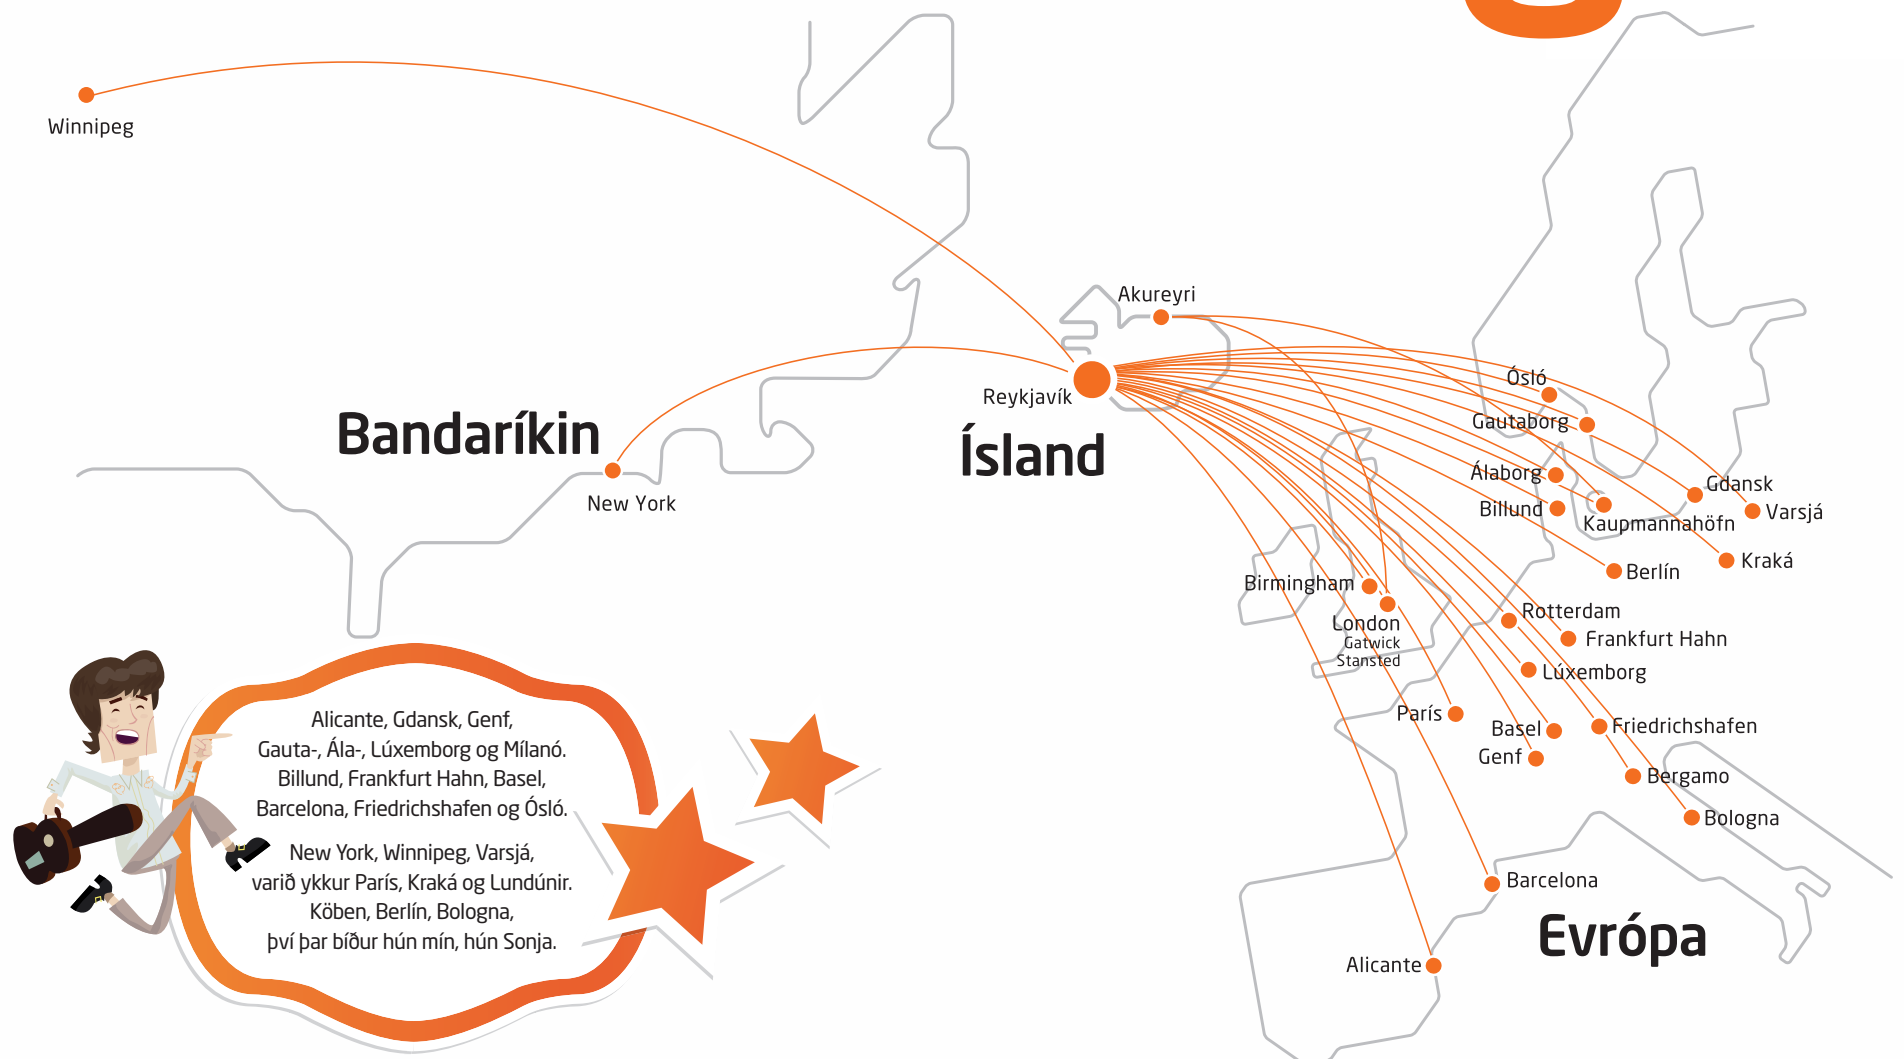 Winnipeg
Akureyri
Reykjavík
Ísland
Bandaríkin
New York
Ósló
Gautaborg
Álaborg
Gdansk
Billund
Varsjá
Kaupmannahöfn
Kraká
Berlín
Birmingham
Rotterdam
London
Gatwick
Stansted
Frankfurt Hahn
Lúxemborg
París
Basel
Friedrichshafen
Genf
Bergamo
Bologna
Barcelona
Evrópa
Alicante
Alicante, Gdansk, Genf,
Gauta-, Ála-, Lúxemborg og Mílanó.
Billund, Frankfurt Hahn, Basel,
Barcelona, Friedrichshafen og Ósló.
New York, Winnipeg, Varsjá,
varið ykkur París, Kraká og Lundúnir.
Köben, Berlín, Bologna,
því þar bíður hún mín, hún Sonja.